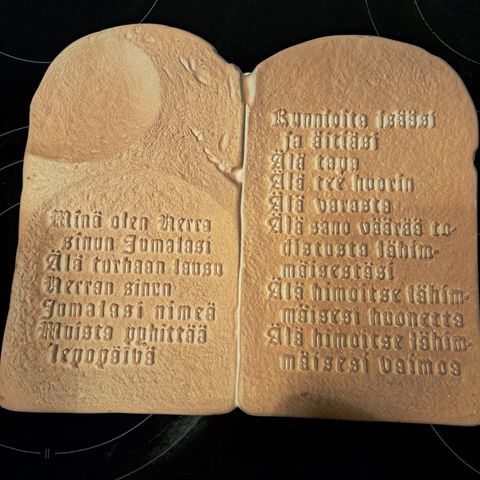 Minä olen Herra
sinun Jumalasi
Älä turhaan lausu
Herran sinun
Jumalasi nimeä
Muista pyhittää
lepopäivä
Kunnioita isääsi
ja äitiäsi
Älä tapa
Älä tee huorin
Älä varasta
Älä sano väärää to-
distusta lähim-
mäisestäsi
Älä himoitse lähim-
mäisesi huonetta
Älä himoitse lähim-
mäisesi vaimoa